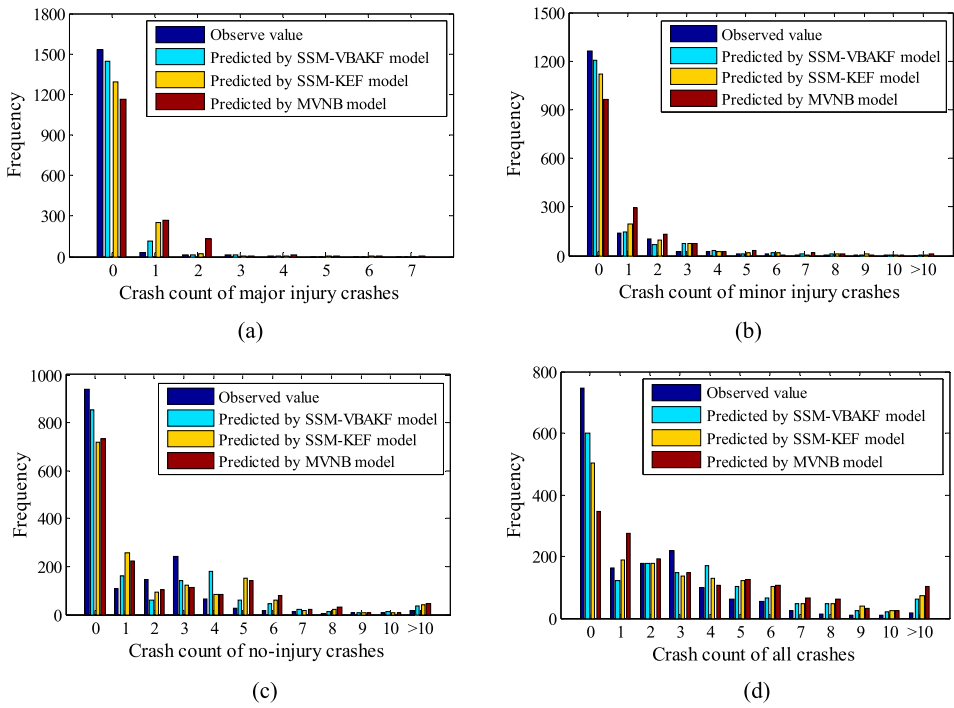 1800
1500
1200
900
600
300
0
Frequency
Observe value
Predicted by SSM-VBAKF model
Predicted by SSM-KEF model
Predicted by MVNB model
0 1 2 3 4 5 6 7
Crash count of major injury crashes
(a)
1500
1200
900
600
300
0
Frequency
Observed value
Predicted by SSM-VBAKF model
Predicted by SSM-KEF model
Predicted by MVNB model
0 1 2 3 4 5 6 7 8 9 10 >10
Crash count of minor injury crashes
(b)
1000
800
600
400
200
0
Frequency
Observed value
Predicted by SSM-VBAKF model
Predicted by SSM-KEF model
Predicted by MVNB model
0 1 2 3 4 5 6 7 8 9 10 >10
Crash count of no-injury crashes
(c)
800
600
400
200
0
Frequency
Observed value
Predicted by SSM-VBAKF model
Predicted by SSM-KEF model
Predicted by MVNB model
0 1 2 3 4 5 6 7 8 9 10 >10
Crash count of all crashes
(d)